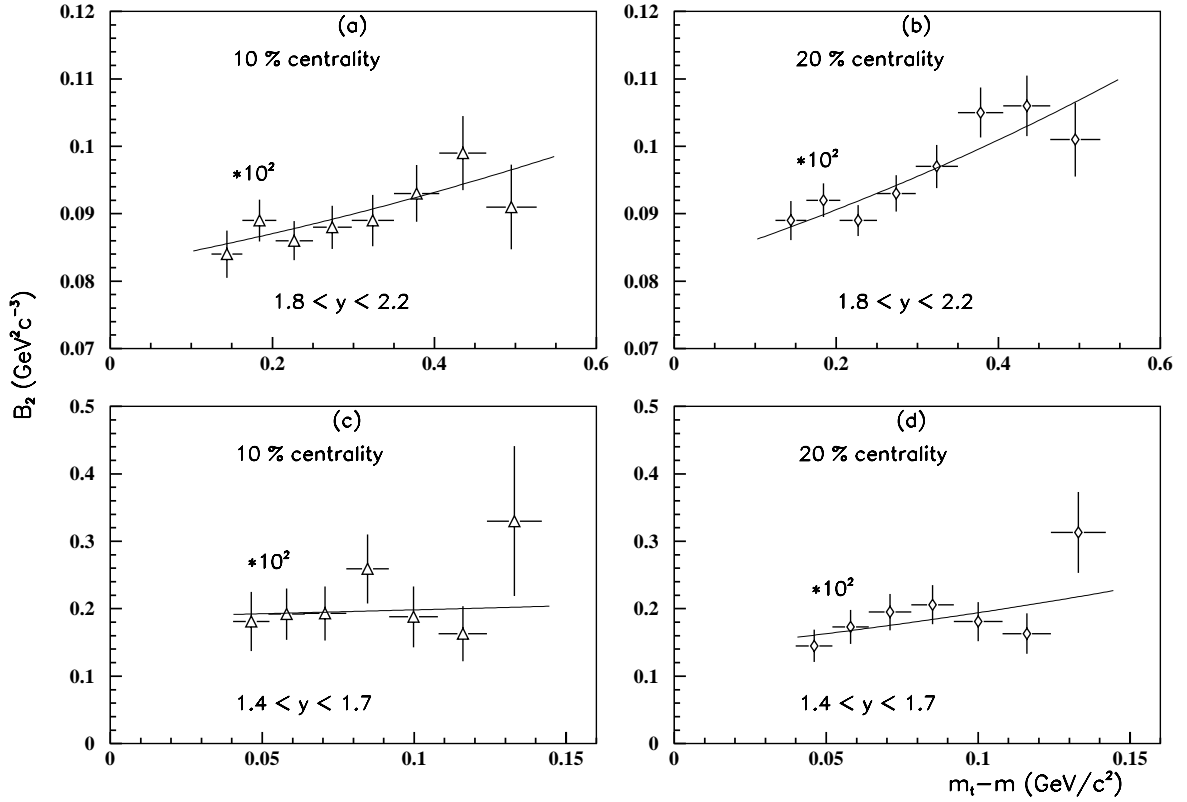 0.12
(a)
10 % centrality
0.11
0.1
*10²
0.09
0.08
1.8 < y < 2.2
0.07
0 0.2 0.4 0.6
0.12
(b)
20 % centrality
0.11
0.1
*10²
0.09
0.08
1.8 < y < 2.2
0.07
0 0.2 0.4 0.6
B₂ (GeV²c⁻³)
0.5
(c)
10 % centrality
0.4
0.3
*10²
0.2
0.1
1.4 < y < 1.7
0
0 0.05 0.1 0.15
0.5
(d)
20 % centrality
0.4
0.3
*10²
0.2
0.1
1.4 < y < 1.7
0
0 0.05 0.1 0.15
mₜ−m (GeV/c²)